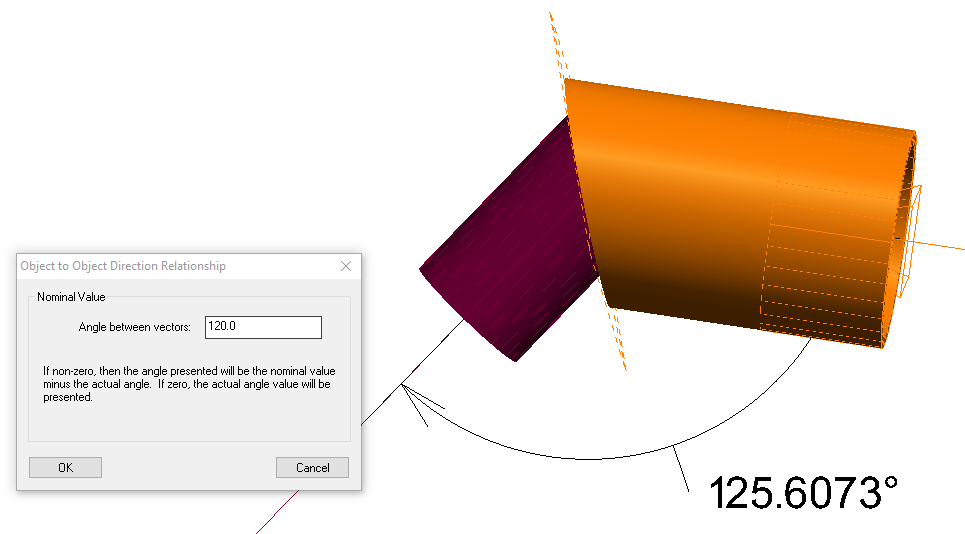 Object to Object Direction Relationship
Nominal Value
Angle between vectors:
120.0
If non-zero, then the angle presented will be the nominal value
minus the actual angle.  If zero, the actual angle value will be
presented.
OK
Cancel
125.6073°